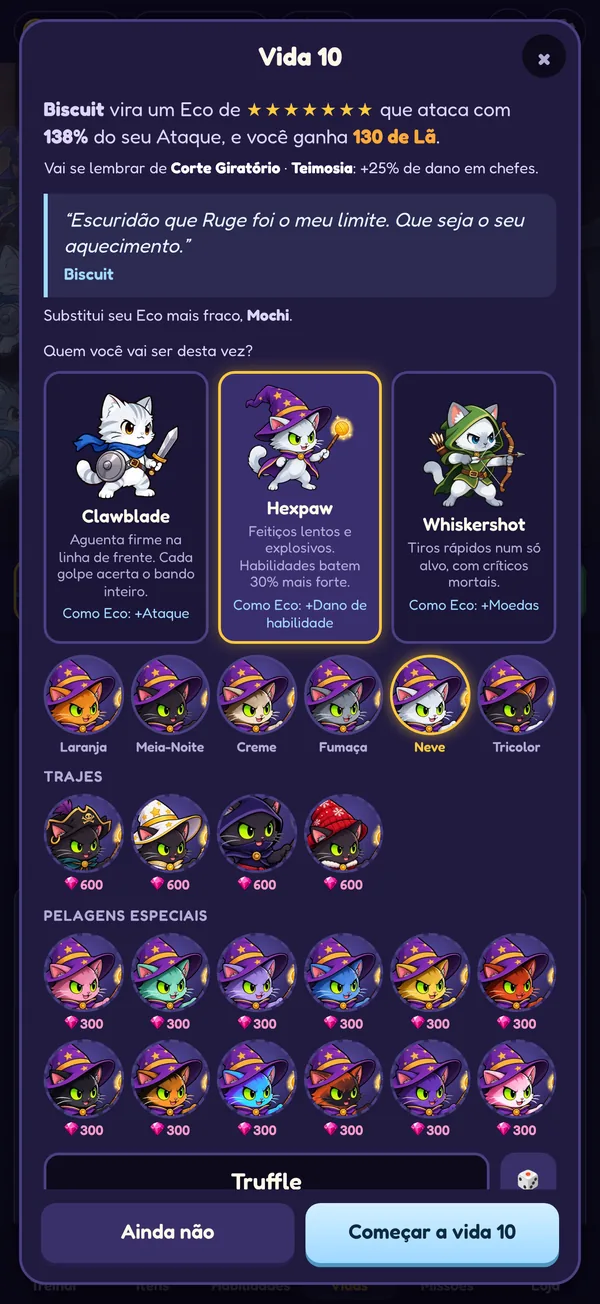 Vida 10
Biscuit vira um Eco de ★★★★★★★ que ataca com
138% do seu Ataque, e você ganha 130 de Lã.
Vai se lembrar de Corte Giratório · Teimosia: +25% de dano em chefes.
“Escuridão que Ruge foi o meu limite. Que seja o seu
aquecimento.”
Biscuit
Substitui seu Eco mais fraco, Mochi.
Quem você vai ser desta vez?
Clawblade
Aguenta firme na
linha de frente. Cada
golpe acerta o bando
inteiro.
Como Eco: +Ataque
Hexpaw
Feitiços lentos e
explosivos.
Habilidades batem
30% mais forte.
Como Eco: +Dano de
habilidade
Whiskershot
Tiros rápidos num só
alvo, com críticos
mortais.
Como Eco: +Moedas
Laranja
Meia-Noite
Creme
Fumaça
Neve
Tricolor
TRAJES
600
600
600
600
PELAGENS ESPECIAIS
300
300
300
300
300
300
300
300
300
300
300
300
Truffle
Ainda não
Começar a vida 10